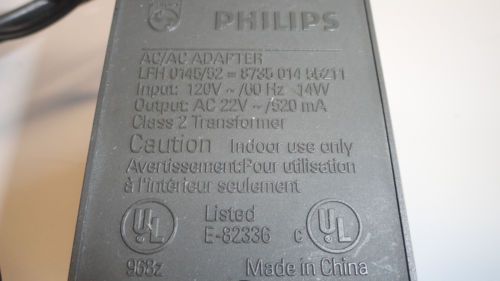 PHILIPS
AC/AC ADAPTER
LFH 0145/52 = 8735 014 55211
Input: 120V ~ /60 Hz 14W
Output: AC 22V ~ /520 mA
Class 2 Transformer
Caution Indoor use only
Avertissement:Pour utilisation
à l'intérieur seulement
UL Listed c UL
E-82336
968z Made in China